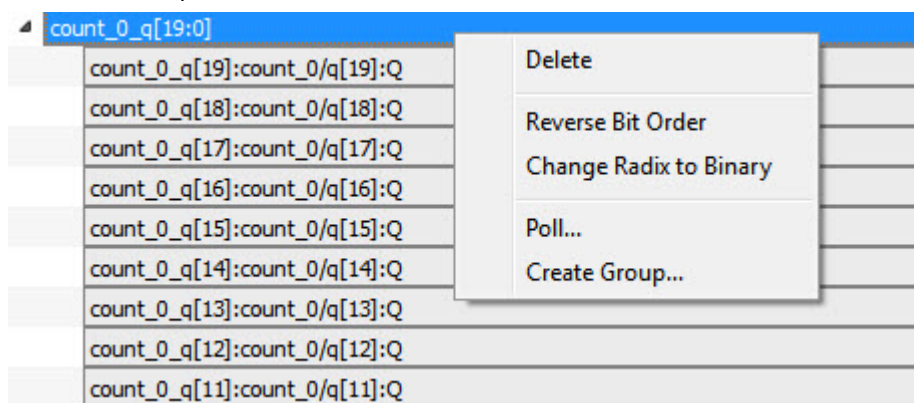 count_0_q[19:0]
count_0_q[19]:count_0/q[19]:Q
count_0_q[18]:count_0/q[18]:Q
count_0_q[17]:count_0/q[17]:Q
count_0_q[16]:count_0/q[16]:Q
count_0_q[15]:count_0/q[15]:Q
count_0_q[14]:count_0/q[14]:Q
count_0_q[13]:count_0/q[13]:Q
count_0_q[12]:count_0/q[12]:Q
count_0_q[11]:count_0/q[11]:Q
Delete
Reverse Bit Order
Change Radix to Binary
Poll...
Create Group...